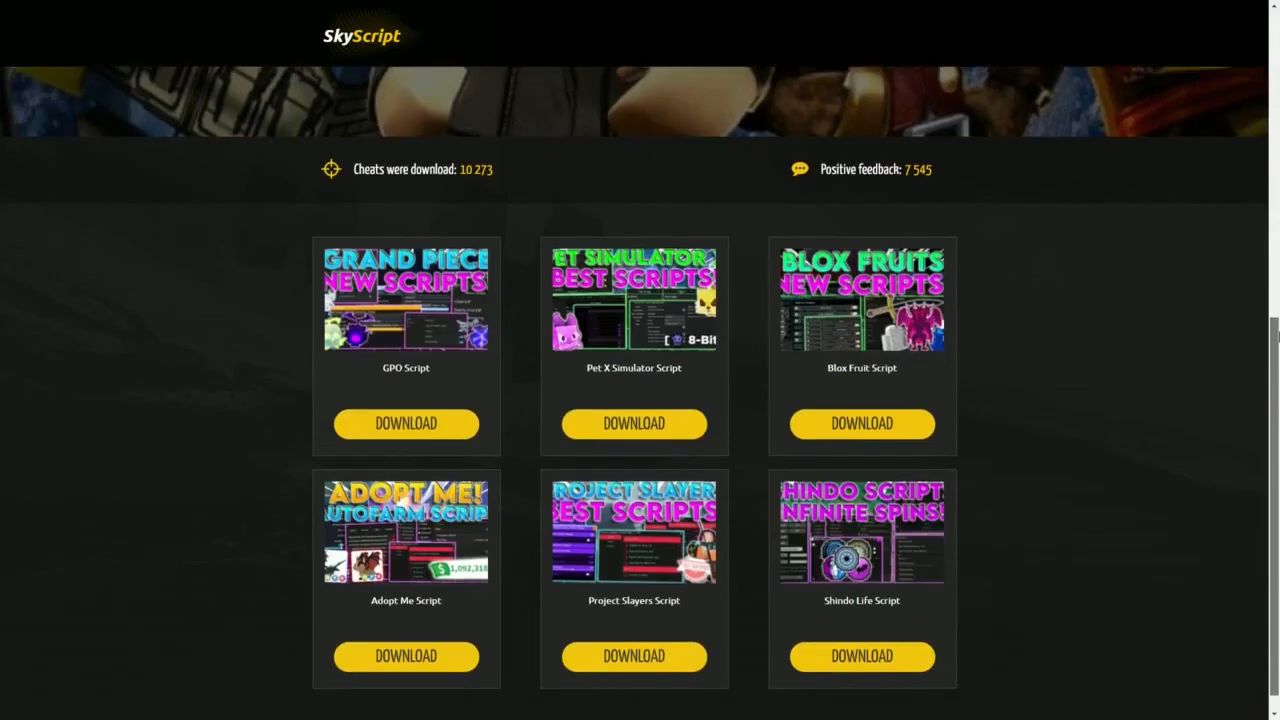 SkyScript
Cheats were download: 10 273
Positive feedback: 7 545
GRAND PIECE
NEW SCRIPTS
PET SIMULATOR
BEST SCRIPTS!
[ 8-Bit
BLOX FRUITS
NEW SCRIPTS
GPO Script
Pet X Simulator Script
Blox Fruit Script
DOWNLOAD
DOWNLOAD
DOWNLOAD
ADOPT ME!
UTOFARM SCRIP
$ 1,092,318
ROJECT SLAYER
BEST SCRIPTS
HINDO SCRIPT
NFINITE SPINS!
Adopt Me Script
Project Slayers Script
Shindo Life Script
DOWNLOAD
DOWNLOAD
DOWNLOAD